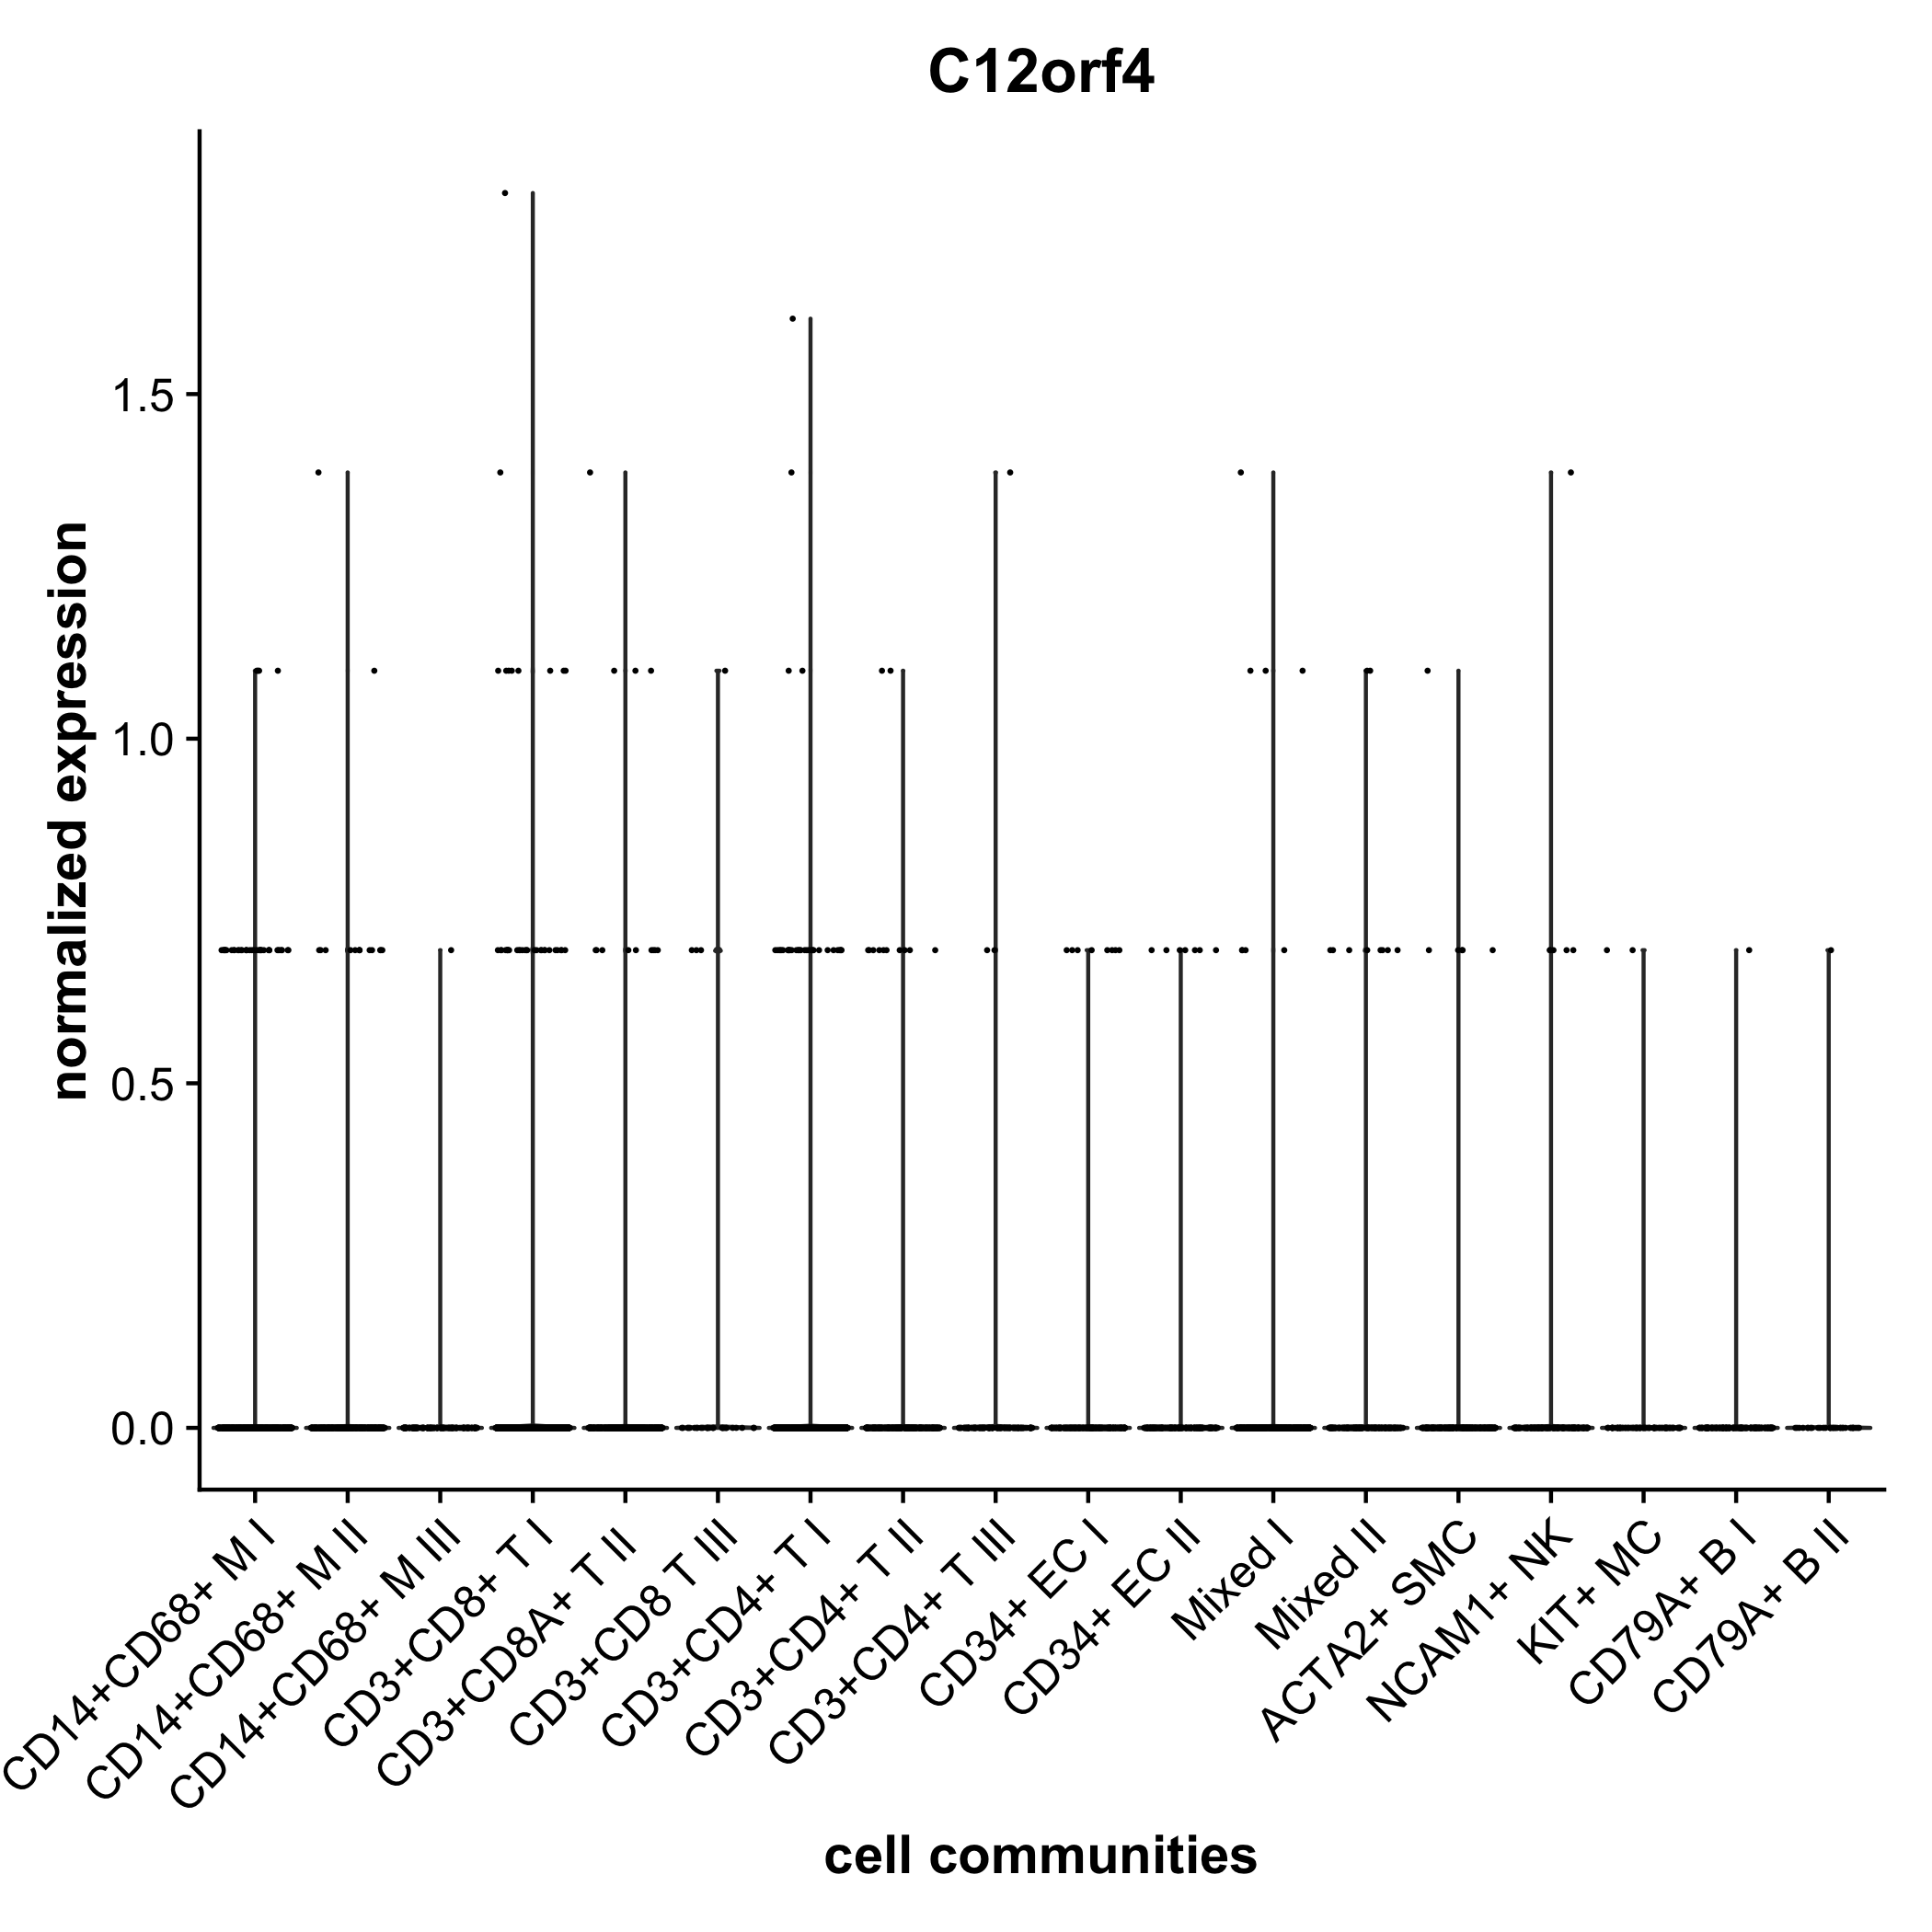 C12orf4
normalized expression
1.5
1.0
0.5
0.0
CD14+CD68+ M I
CD14+CD68+ M II
CD14+CD68+ M III
CD3+CD8+ T I
CD3+CD8A+ T II
CD3+CD8 T III
CD3+CD4+ T I
CD3+CD4+ T II
CD3+CD4+ T III
CD34+ EC I
CD34+ EC II
Mixed I
Mixed II
ACTA2+ SMC
NCAM1+ NK
KIT+ MC
CD79A+ B I
CD79A+ B II
cell communities